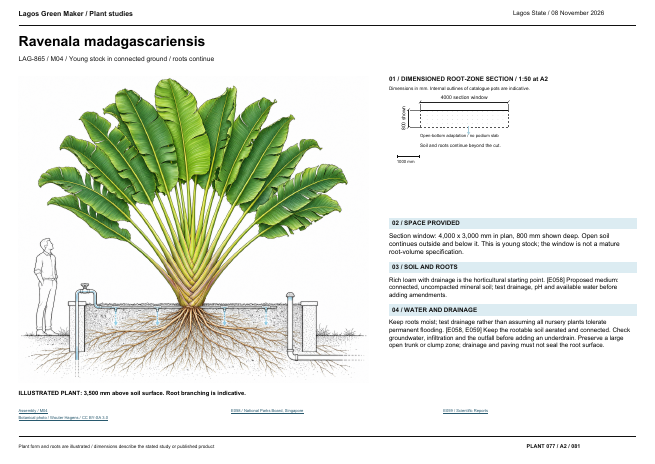 Lagos Green Maker / Plant studies
Lagos State / 08 November 2026
Ravenala madagascariensis
LAG-865 / M04 / Young stock in connected ground / roots continue
01 / DIMENSIONED ROOT-ZONE SECTION / 1:50 at A2
Dimensions in mm. Internal outlines of catalogue pots are indicative.
4000 section window
800 shown
Open-bottom adaptation / no podium slab
Soil and roots continue beyond the cut.
1000 mm
02 / SPACE PROVIDED
Section window: 4,000 x 3,000 mm in plan, 800 mm shown deep. Open soil
continues outside and below it. This is young stock; the window is not a mature
root-volume specification.
03 / SOIL AND ROOTS
Rich loam with drainage is the horticultural starting point. [E058] Proposed medium:
connected, uncompacted mineral soil; test drainage, pH and available water before
adding amendments.
04 / WATER AND DRAINAGE
Keep roots moist; test drainage rather than assuming all nursery plants tolerate
permanent flooding. [E058, E059] Keep the rootable soil aerated and connected. Check
groundwater, infiltration and the outfall before adding an underdrain. Preserve a large
open trunk or clump zone; drainage and paving must not seal the root surface.
ILLUSTRATED PLANT: 3,500 mm above soil surface. Root branching is indicative.
Assembly / M04
E058 / National Parks Board, Singapore
E059 / Scientific Reports
Plant form and roots are illustrated / dimensions describe the stated study or published product
PLANT 077 / A2 / 081